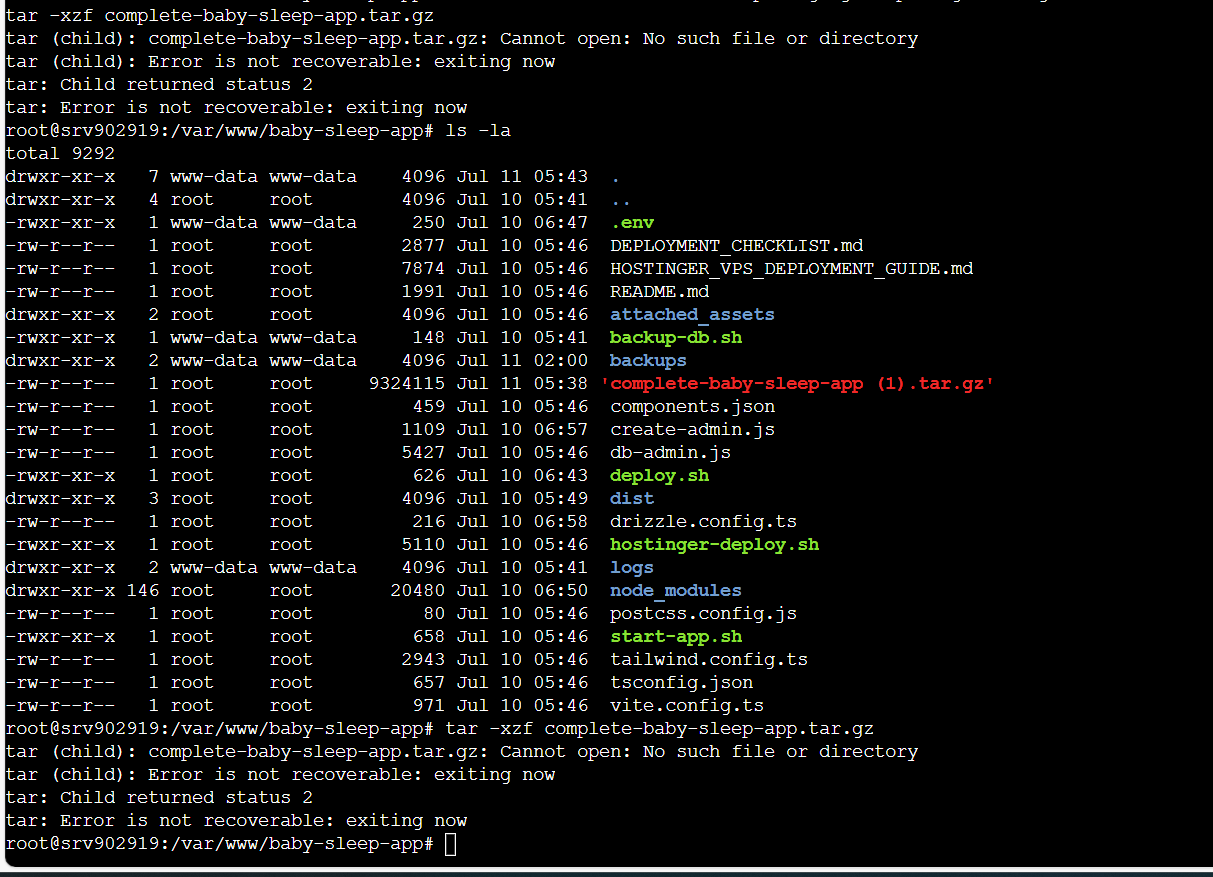 tar -xzf complete-baby-sleep-app.tar.gz
tar (child): complete-baby-sleep-app.tar.gz: Cannot open: No such file or directory
tar (child): Error is not recoverable: exiting now
tar: Child returned status 2
tar: Error is not recoverable: exiting now
root@srv902919:/var/www/baby-sleep-app# ls -la
total 9292
drwxr-xr-x   7 www-data www-data    4096 Jul 11 05:43  .
drwxr-xr-x   4 root     root        4096 Jul 10 05:41  ..
-rwxr-xr-x   1 www-data www-data     250 Jul 10 06:47  .env
-rw-r--r--   1 root     root        2877 Jul 10 05:46  DEPLOYMENT_CHECKLIST.md
-rw-r--r--   1 root     root        7874 Jul 10 05:46  HOSTINGER_VPS_DEPLOYMENT_GUIDE.md
-rw-r--r--   1 root     root        1991 Jul 10 05:46  README.md
drwxr-xr-x   2 root     root        4096 Jul 10 05:46  attached_assets
-rwxr-xr-x   1 www-data www-data     148 Jul 10 05:41  backup-db.sh
drwxr-xr-x   2 www-data www-data    4096 Jul 11 02:00  backups
-rw-r--r--   1 root     root     9324115 Jul 11 05:38 'complete-baby-sleep-app (1).tar.gz'
-rw-r--r--   1 root     root         459 Jul 10 05:46  components.json
-rw-r--r--   1 root     root        1109 Jul 10 06:57  create-admin.js
-rw-r--r--   1 root     root        5427 Jul 10 05:46  db-admin.js
-rwxr-xr-x   1 root     root         626 Jul 10 06:43  deploy.sh
drwxr-xr-x   3 root     root        4096 Jul 10 05:49  dist
-rw-r--r--   1 root     root         216 Jul 10 06:58  drizzle.config.ts
-rwxr-xr-x   1 root     root        5110 Jul 10 05:46  hostinger-deploy.sh
drwxr-xr-x   2 www-data www-data    4096 Jul 10 05:41  logs
drwxr-xr-x 146 root     root       20480 Jul 10 06:50  node_modules
-rw-r--r--   1 root     root          80 Jul 10 05:46  postcss.config.js
-rwxr-xr-x   1 root     root         658 Jul 10 05:46  start-app.sh
-rw-r--r--   1 root     root        2943 Jul 10 05:46  tailwind.config.ts
-rw-r--r--   1 root     root         657 Jul 10 05:46  tsconfig.json
-rw-r--r--   1 root     root         971 Jul 10 05:46  vite.config.ts
root@srv902919:/var/www/baby-sleep-app# tar -xzf complete-baby-sleep-app.tar.gz
tar (child): complete-baby-sleep-app.tar.gz: Cannot open: No such file or directory
tar (child): Error is not recoverable: exiting now
tar: Child returned status 2
tar: Error is not recoverable: exiting now
root@srv902919:/var/www/baby-sleep-app#